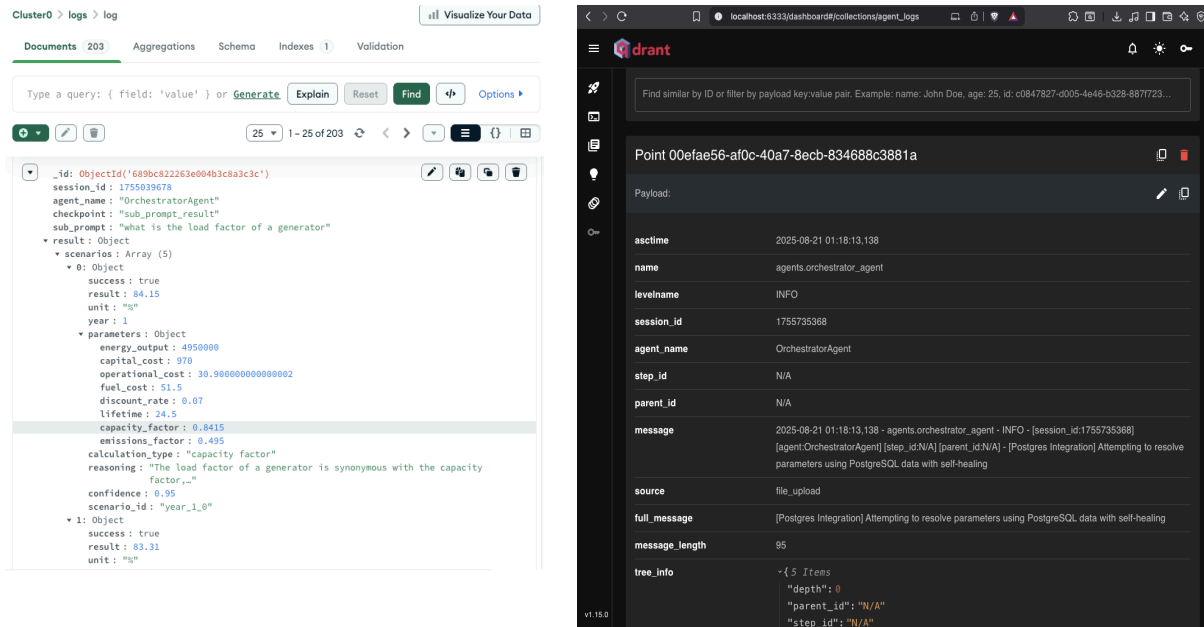 Cluster0 > logs > log
Visualize Your Data
Documents 203 Aggregations Schema Indexes 1 Validation
Type a query: { field: 'value' } or Generate Explain Reset Find </> Options
25 1 – 25 of 203 {}
_id: ObjectId('689bc822263e004b3c8a3c3c')
session_id : 1755039678
agent_name : "OrchestratorAgent"
checkpoint : "sub_prompt_result"
sub_prompt : "what is the load factor of a generator"
result : Object
scenarios : Array (5)
0: Object
success : true
result : 84.15
unit : "%"
year : 1
parameters : Object
energy_output : 4950000
capital_cost : 970
operational_cost : 30.900000000000002
fuel_cost : 51.5
discount_rate : 0.07
lifetime : 24.5
capacity_factor : 0.8415
emissions_factor : 0.495
calculation_type : "capacity factor"
reasoning : "The load factor of a generator is synonymous with the capacity
factor,…"
confidence : 0.95
scenario_id : "year_1_0"
1: Object
success : true
result : 83.31
unit : "%"
localhost:6333/dashboard#/collections/agent_logs
qdrant
Find similar by ID or filter by payload key:value pair. Example: name: John Doe, age: 25, id: c0847827-d005-4e46-b328-887f723...
Point 00efae56-af0c-40a7-8ecb-834688c3881a
Payload:
asctime 2025-08-21 01:18:13,138
name agents.orchestrator_agent
levelname INFO
session_id 1755735368
agent_name OrchestratorAgent
step_id N/A
parent_id N/A
message 2025-08-21 01:18:13,138 - agents.orchestrator_agent - INFO - [session_id:1755735368]
[agent:OrchestratorAgent] [step_id:N/A] [parent_id:N/A] - [Postgres Integration] Attempting to resolve
parameters using PostgreSQL data with self-healing
source file_upload
full_message [Postgres Integration] Attempting to resolve parameters using PostgreSQL data with self-healing
message_length 95
tree_info { 5 Items
"depth": 0
"parent_id": "N/A"
"step_id": "N/A"
v1.15.0